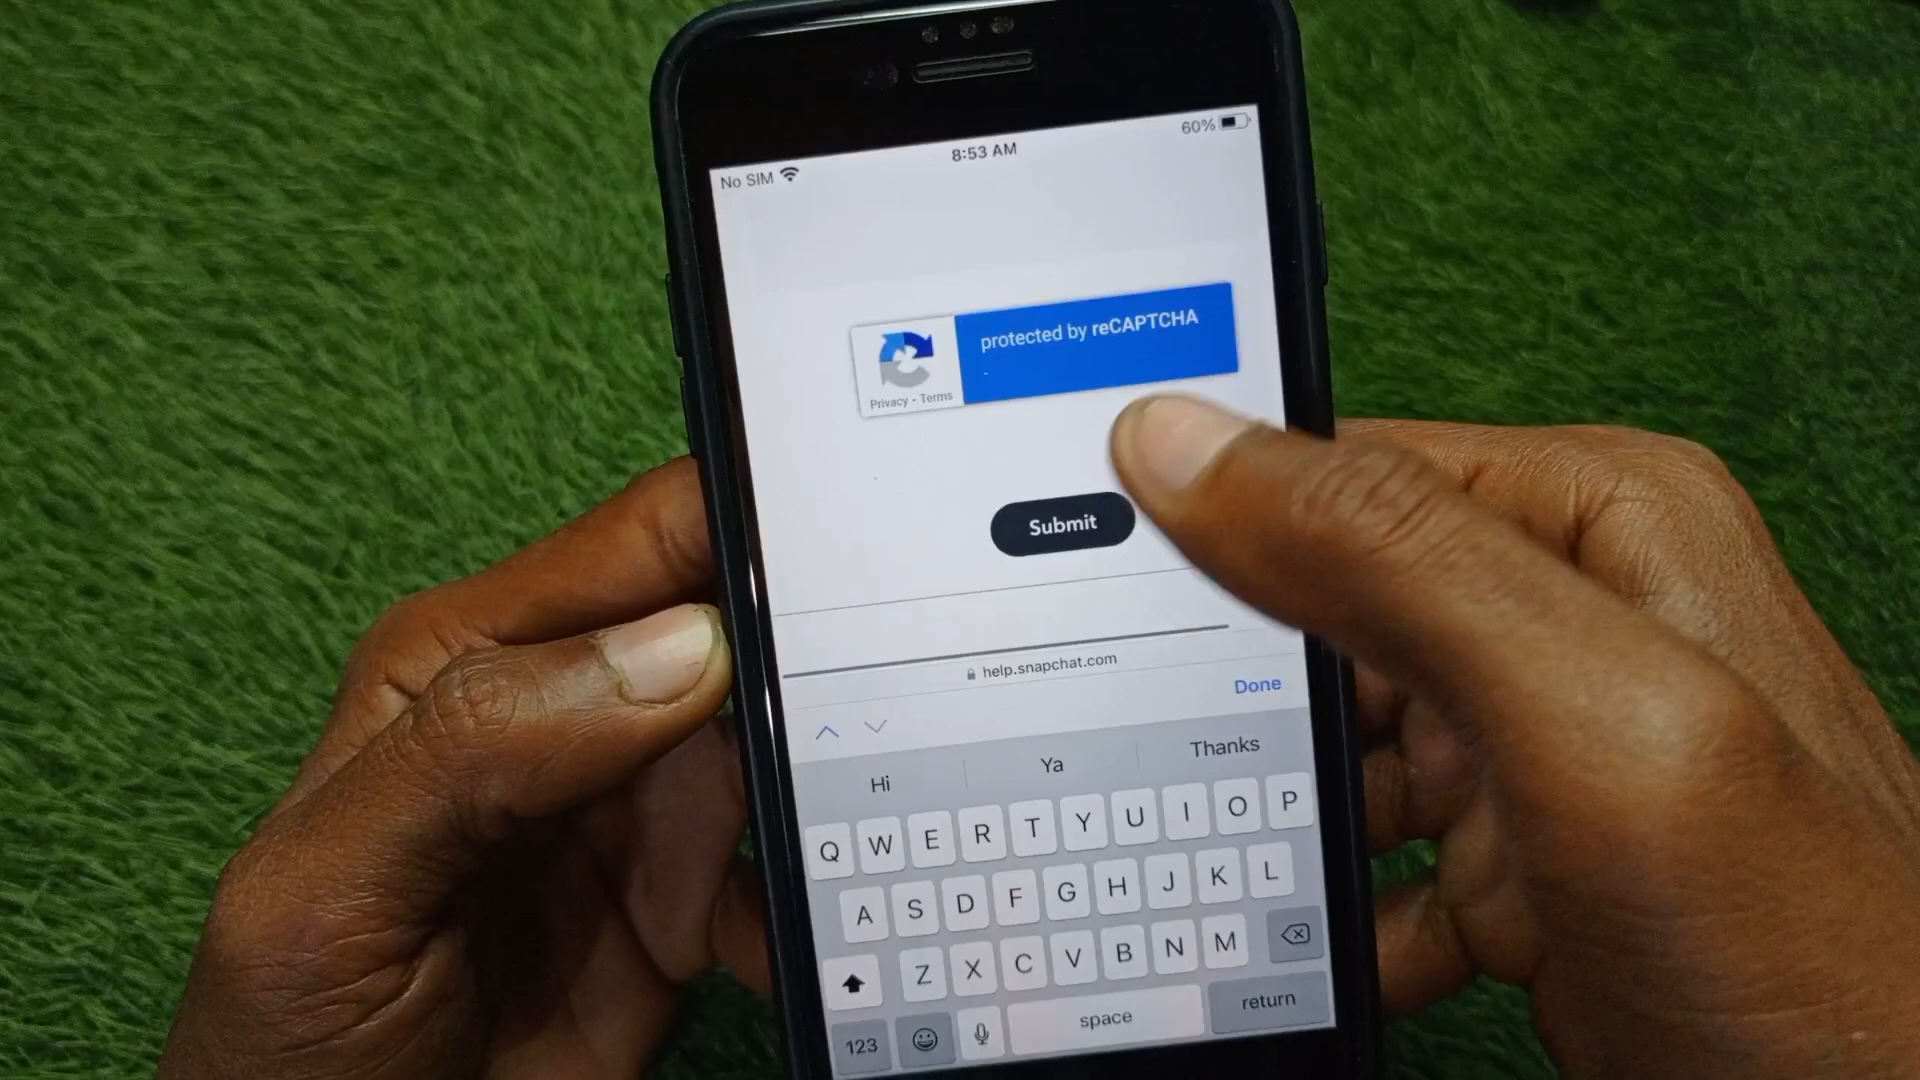 60%
8:53 AM
No SIM
protected by reCAPTCHA
Privacy - Terms
Submit
help.snapchat.com
Done
Hi Ya Thanks
Q W E R T Y U I O P
A S D F G H J K L
Z X C V B N M
123 space return